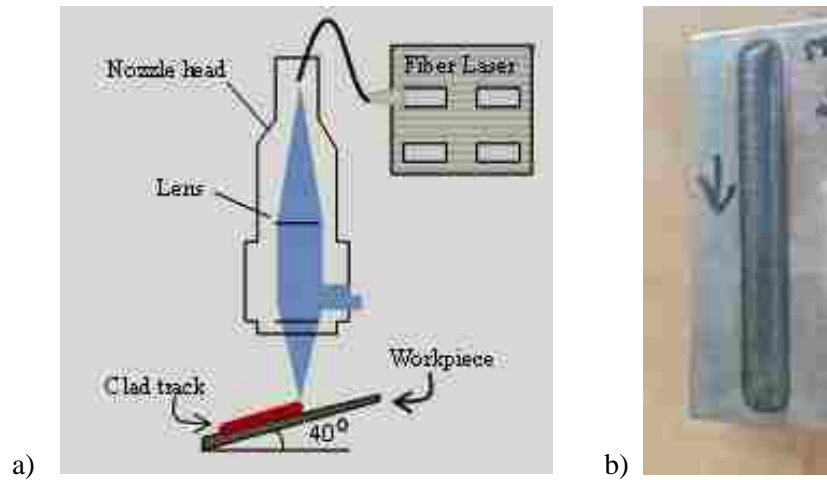 Nozzle head
Fiber Laser
Lens
Workpiece
Clad track
40°
a)
b)